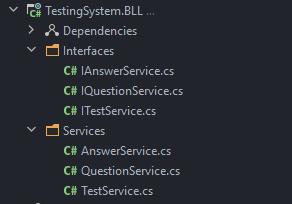 TestingSystem.BLL ...
Dependencies
Interfaces
C# IAnswerService.cs
C# IQuestionService.cs
C# ITestService.cs
Services
C# AnswerService.cs
C# QuestionService.cs
C# TestService.cs